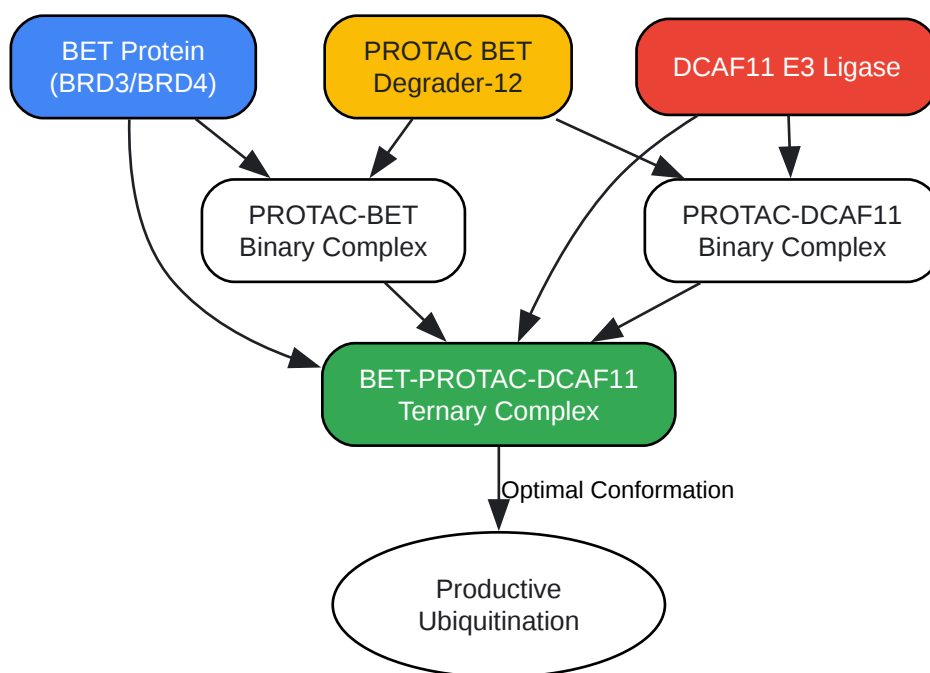 BET Protein
(BRD3/BRD4)
PROTAC BET
Degrader-12
DCAF11 E3 Ligase
PROTAC-BET
Binary Complex
PROTAC-DCAF11
Binary Complex
BET-PROTAC-DCAF11
Ternary Complex
Optimal Conformation
Productive
Ubiquitination